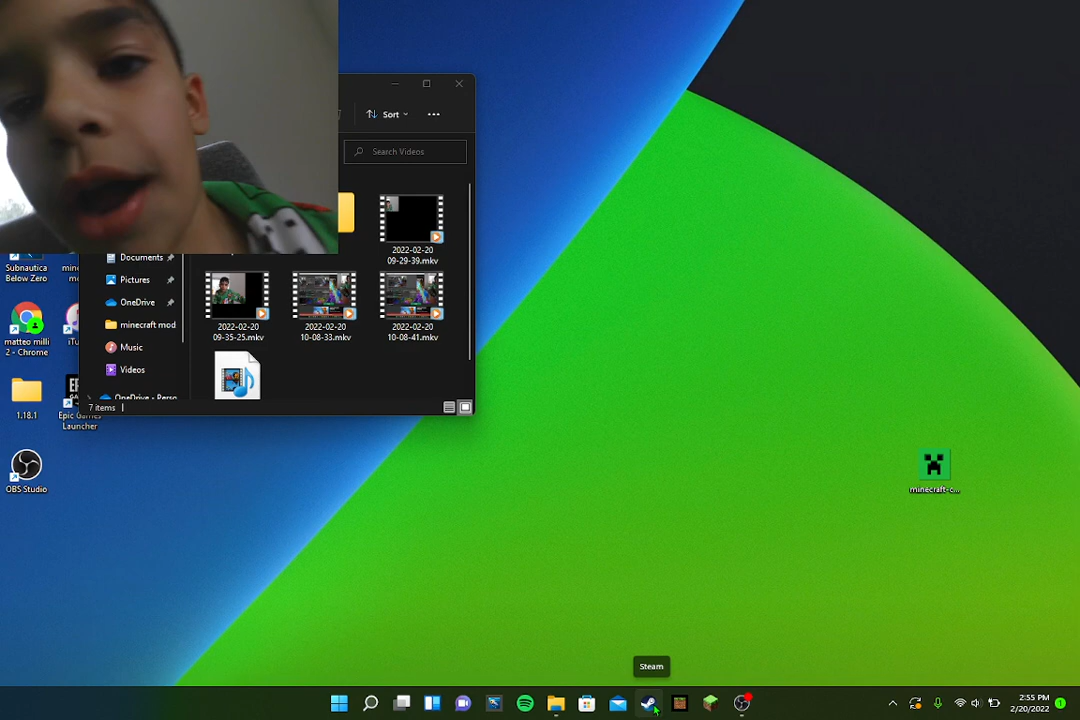 Sort
Search Videos
2022-02-20
09-29-39.mkv
Documents
Pictures
OneDrive
minecraft mod
Music
Videos
OneDrive - Perso
2022-02-20
09-35-25.mkv
2022-02-20
10-08-33.mkv
2022-02-20
10-08-41.mkv
7 items
Subnautica
Below Zero
matteo milli
2 - Chrome
1.18.1
Epic Games
Launcher
OBS Studio
minecraft-c...
Steam
2:55 PM
2/20/2022
1